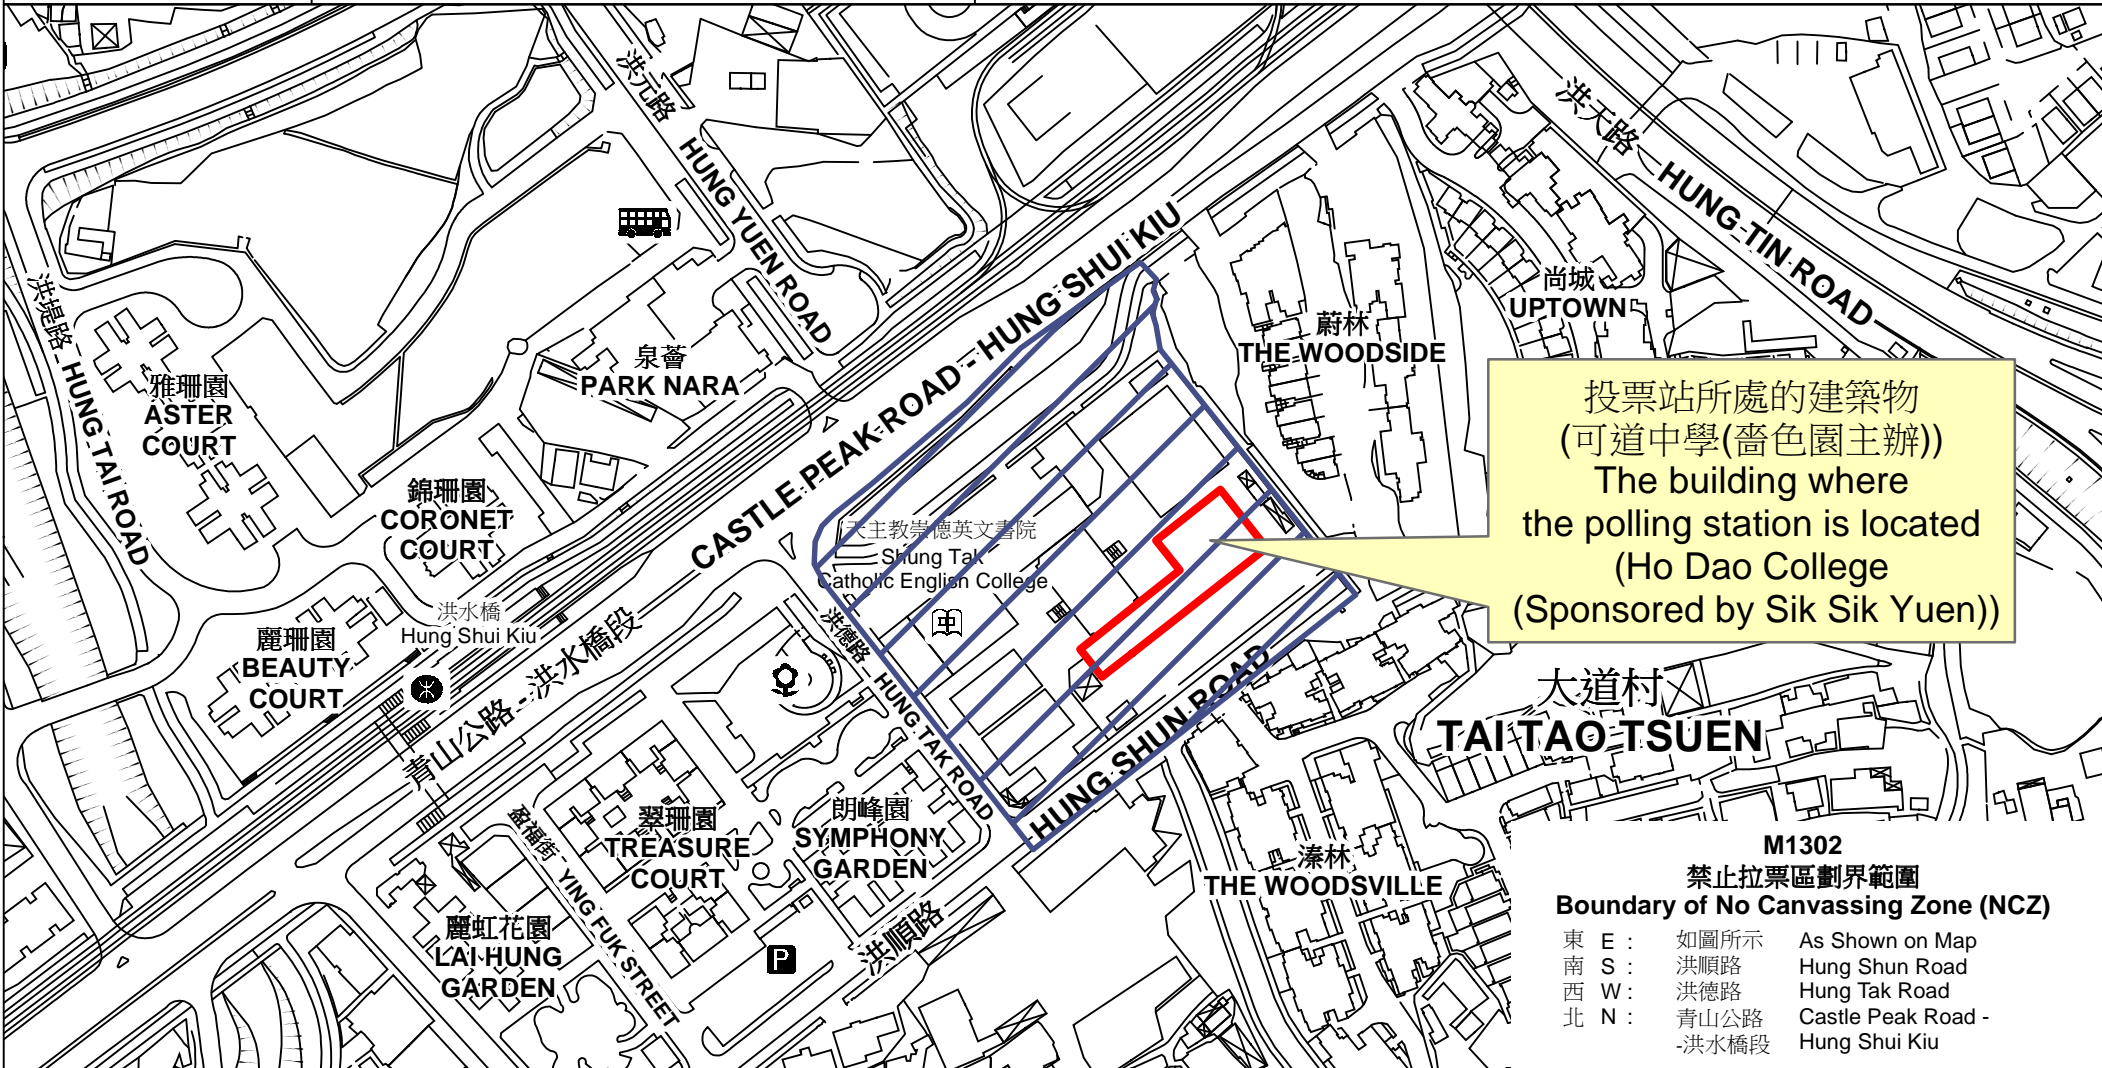 洪元路 HUNG YUEN ROAD
洪天路 HUNG TIN ROAD
洪堤路 HUNG TAI ROAD
雅珊園
ASTER
COURT
泉薈
PARK NARA
CASTLE PEAK ROAD - HUNG SHUI KIU
蔚林
THE WOODSIDE
尚城
UPTOWN
投票站所處的建築物
(可道中學(嗇色園主辦))
The building where
the polling station is located
(Ho Dao College
(Sponsored by Sik Sik Yuen))
錦珊園
CORONET
COURT
天主教崇德英文書院
Shung Tak
Catholic English College
中
洪水橋
Hung Shui Kiu
麗珊園
BEAUTY
COURT
青山公路 - 洪水橋段
洪德路 HUNG TAK ROAD
HUNG SHUN ROAD
大道村
TAI TAO TSUEN
翠珊園
TREASURE
COURT
朗峰園
SYMPHONY
GARDEN
溱林
THE WOODSVILLE
盈福街 YING FUK STREET
麗虹花園
LAI HUNG
GARDEN
P
洪順路
M1302
禁止拉票區劃界範圍
Boundary of No Canvassing Zone (NCZ)
東 E : 如圖所示 As Shown on Map
南 S : 洪順路 Hung Shun Road
西 W : 洪德路 Hung Tak Road
北 N : 青山公路 Castle Peak Road -
-洪水橋段 Hung Shui Kiu